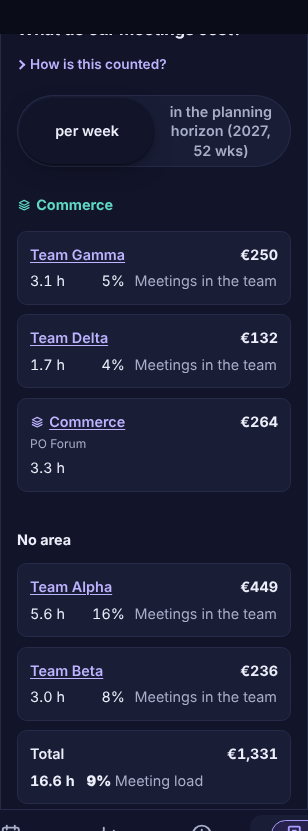 How is this counted?
per week
in the planning
horizon (2027,
52 wks)
Commerce
Team Gamma €250
3.1 h 5% Meetings in the team
Team Delta €132
1.7 h 4% Meetings in the team
Commerce €264
PO Forum
3.3 h
No area
Team Alpha €449
5.6 h 16% Meetings in the team
Team Beta €236
3.0 h 8% Meetings in the team
Total €1,331
16.6 h 9% Meeting load